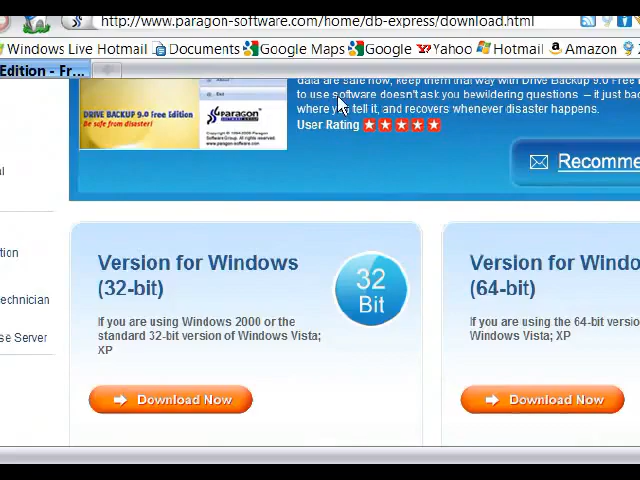 http://www.paragon-software.com/home/db-express/download.html
Windows Live Hotmail Documents Google Maps Google Yahoo Hotmail Amazon
Edition - Fr...
data are safe now, keep them that way with Drive Backup 9.0
to use software doesn't ask you bewildering questions – it just
where you tell it, and recovers whenever disaster happens.
User Rating
DRIVE BACKUP 9.0 Free Edition
Be safe from disaster!
Exit
paragon
www.paragon-software.com
Recomme
Version for Windows
(32-bit)
32
Bit
If you are using Windows 2000 or the
standard 32-bit version of Windows Vista;
XP
Download Now
Version for Windo
(64-bit)
If you are using the 64-bit versio
Windows Vista; XP
Download Now
l
tion
echnician
se Server